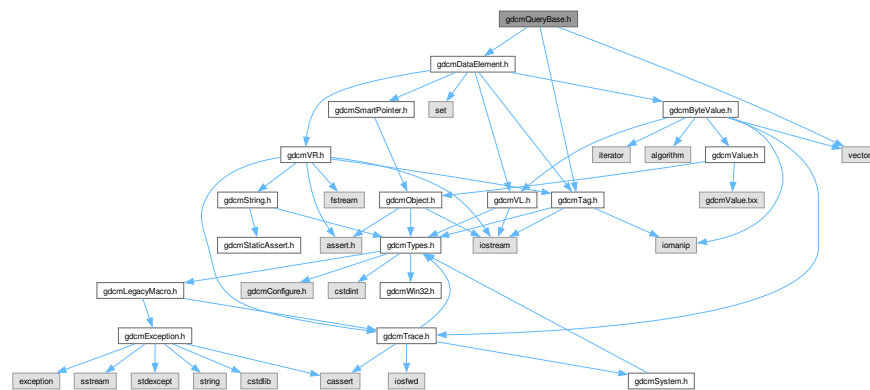 gdcmQueryBase.h
gdcmDataElement.h
gdcmSmartPointer.h
set
gdcmByteValue.h
gdcmVR.h
iterator
algorithm
gdcmValue.h
vector
gdcmString.h
fstream
gdcmObject.h
gdcmVL.h
gdcmTag.h
gdcmValue.txx
gdcmStaticAssert.h
assert.h
gdcmTypes.h
iostream
iomanip
gdcmLegacyMacro.h
gdcmConfigure.h
cstdint
gdcmWin32.h
gdcmException.h
gdcmTrace.h
exception
sstream
stdexcept
string
cstdlib
cassert
iosfwd
gdcmSystem.h